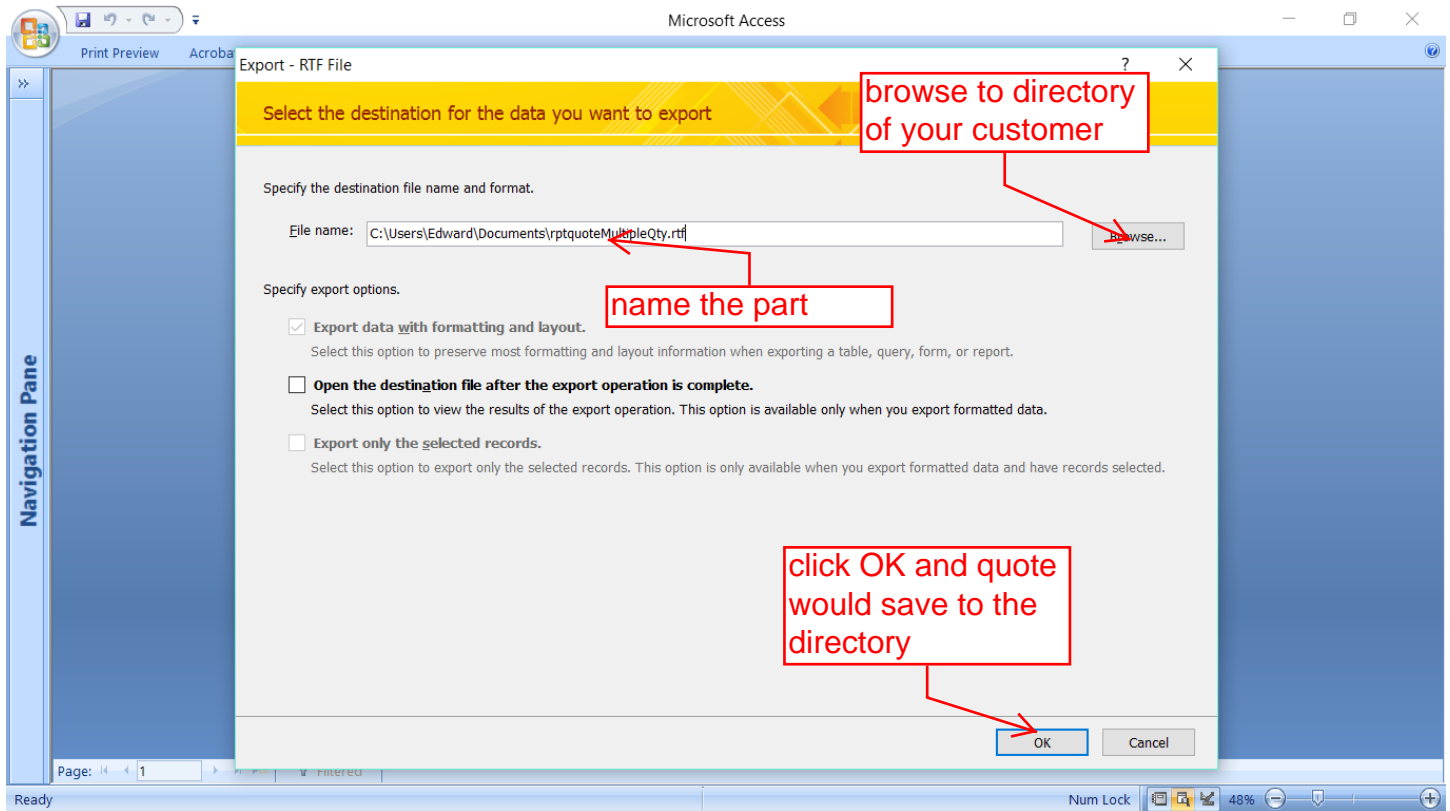 Microsoft Access
Print Preview Acroba
Export - RTF File
Select the destination for the data you want to export
browse to directory
of your customer
Specify the destination file name and format.
File name: C:\Users\Edward\Documents\rptquoteMultipleQty.rtf Browse...
name the part
Specify export options.
Export data with formatting and layout.
Select this option to preserve most formatting and layout information when exporting a table, query, form, or report.
Open the destination file after the export operation is complete.
Select this option to view the results of the export operation. This option is available only when you export formatted data.
Export only the selected records.
Select this option to export only the selected records. This option is only available when you export formatted data and have records selected.
Navigation Pane
click OK and quote
would save to the
directory
OK Cancel
Page: 1 Filtered
Ready Num Lock 48%